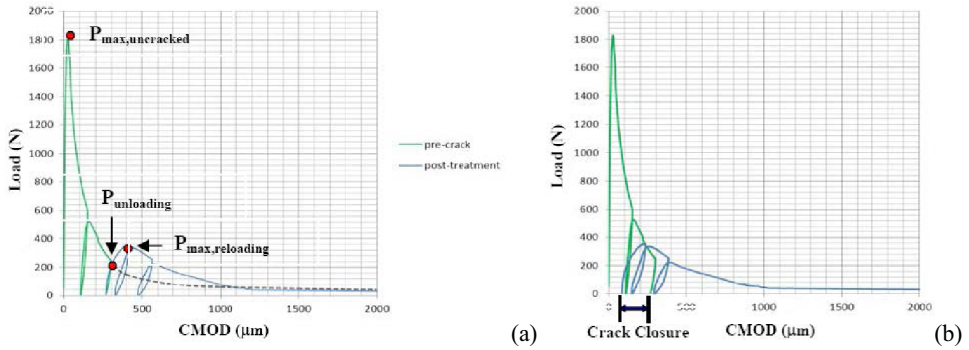 P max,uncracked
P unloading
P max,reloading
Load (N)
1800
1600
1400
1200
1000
800
600
400
200
0
0
500
1000
1500
2000
CMOD (μm)
pre-crack
post-treatment
(a)
Load (N)
2000
1800
1600
1400
1200
1000
800
600
400
200
0
1000
1500
2000
Crack Closure
CMOD (μm)
(b)